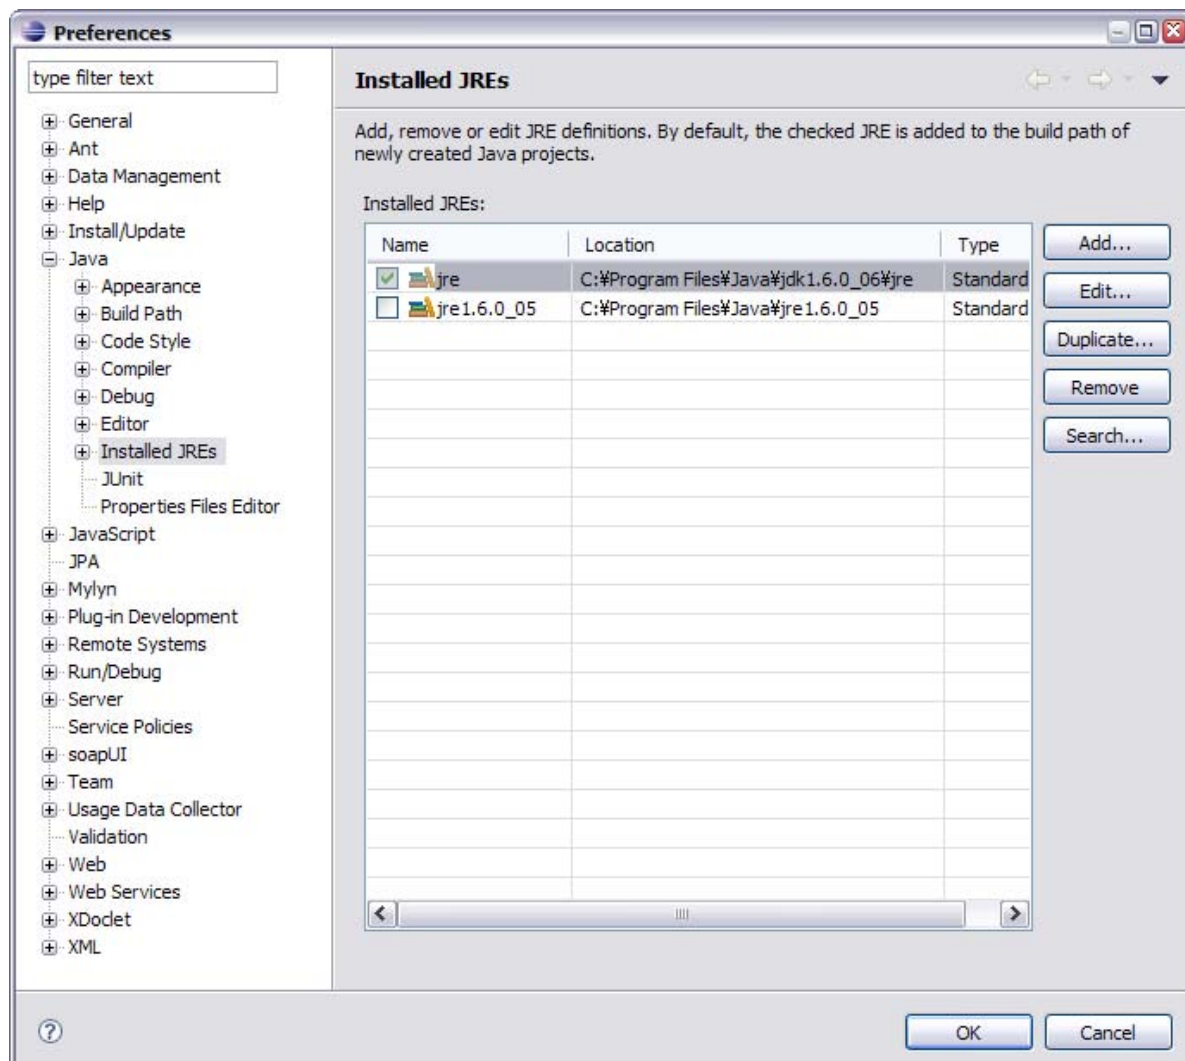 Preferences
type filter text
General
Ant
Data Management
Help
Install/Update
Java
Appearance
Build Path
Code Style
Compiler
Debug
Editor
Installed JREs
JUnit
Properties Files Editor
JavaScript
JPA
Mylyn
Plug-in Development
Remote Systems
Run/Debug
Server
Service Policies
soapUI
Team
Usage Data Collector
Validation
Web
Web Services
XDoclet
XML
Installed JREs
Add, remove or edit JRE definitions. By default, the checked JRE is added to the build path of
newly created Java projects.
Installed JREs:
Name Location Type
jre C:¥Program Files¥Java¥jdk1.6.0_06¥jre Standard
jre1.6.0_05 C:¥Program Files¥Java¥jre1.6.0_05 Standard
Add...
Edit...
Duplicate...
Remove
Search...
?
OK Cancel